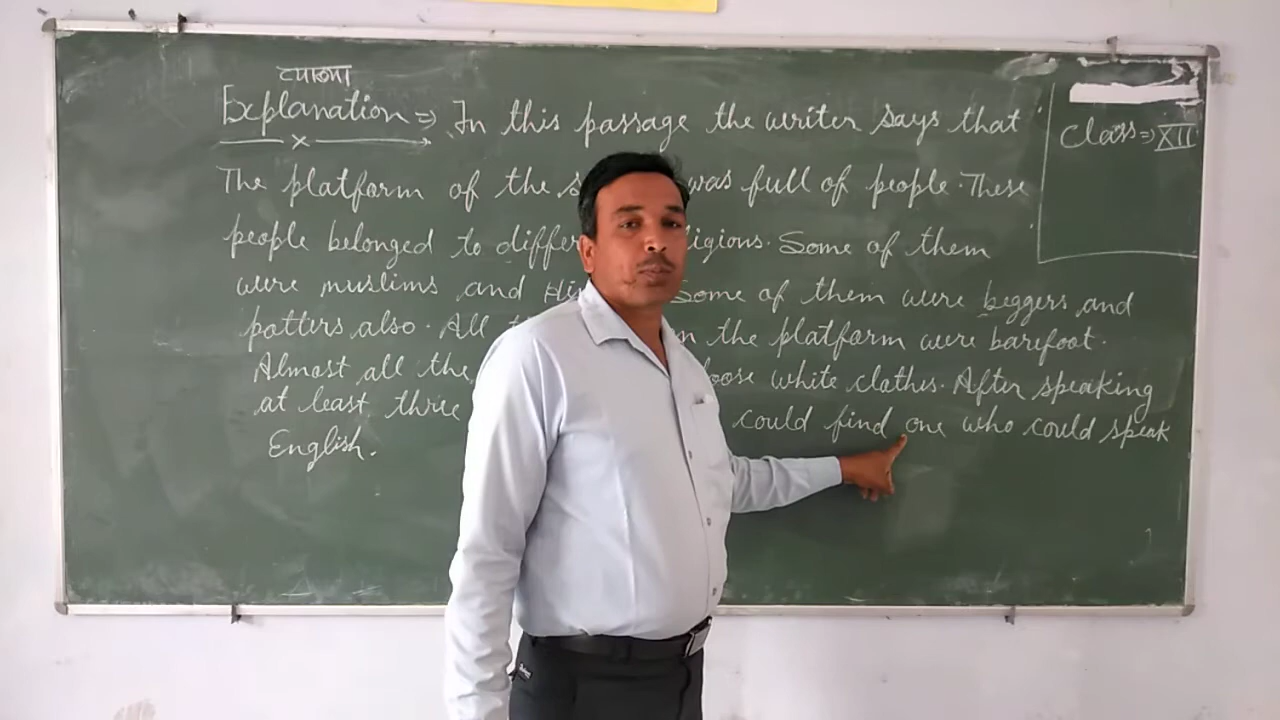 व्याख्या
Explanation ⇒ In this passage the writer says that
The platform of the s was full of people. These
people belonged to differ igions. Some of them
were muslims and Hi Some of them were beggers and
potters also. All t n the platform were barefoot.
Almost all the loose white clothes. After speaking
at least three could find one who could speak
English.
Class ⇒ XII